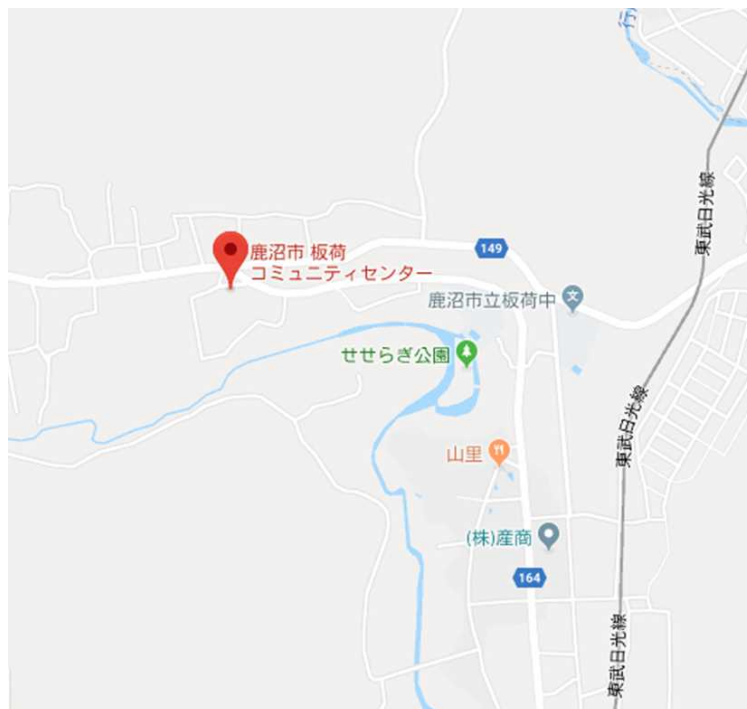 行
東武日光線
149
鹿沼市 板荷
コミュニティセンター
鹿沼市立板荷中
文
せせらぎ公園
東武日光線
山里
(株)産商
164
東武日光線